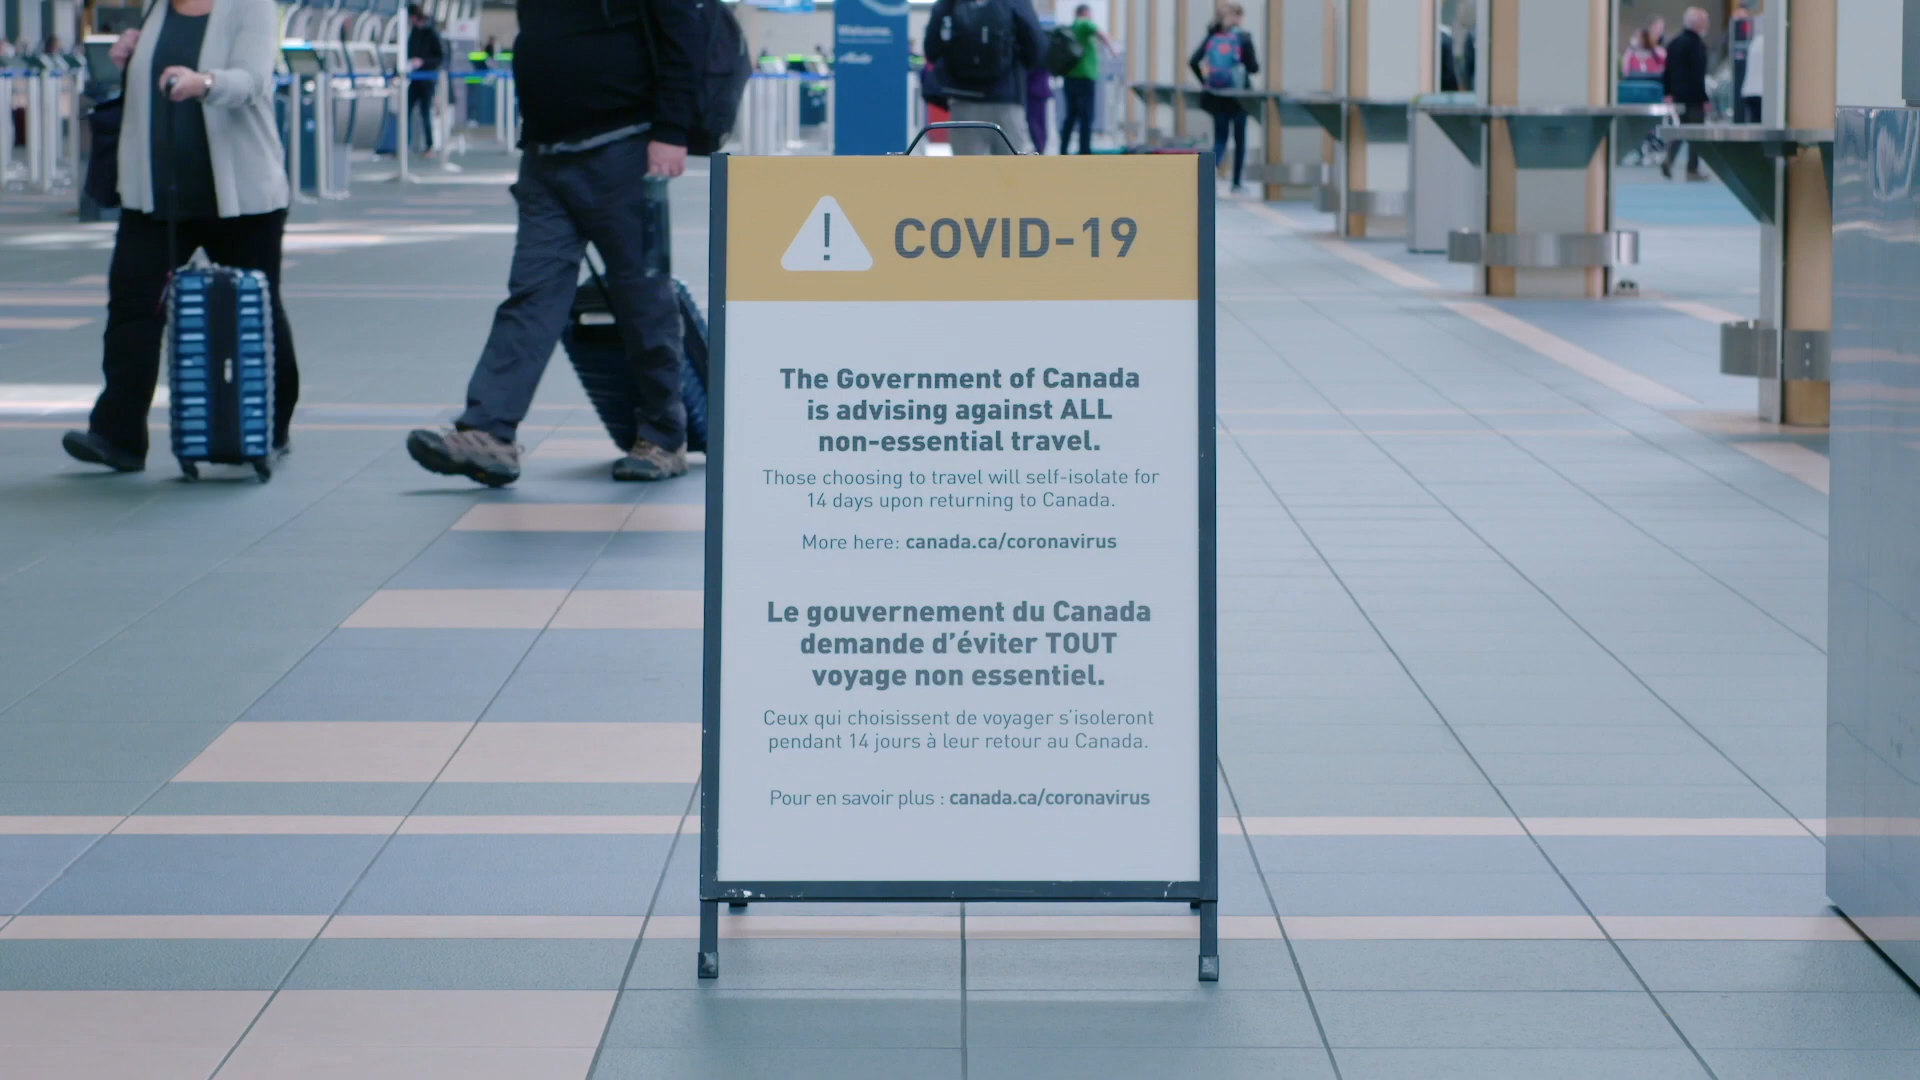 Welcome.
COVID-19
The Government of Canada
is advising against ALL
non-essential travel.
Those choosing to travel will self-isolate for
14 days upon returning to Canada.
More here: canada.ca/coronavirus
Le gouvernement du Canada
demande d'éviter TOUT
voyage non essentiel.
Ceux qui choisissent de voyager s'isoleront
pendant 14 jours à leur retour au Canada.
Pour en savoir plus : canada.ca/coronavirus